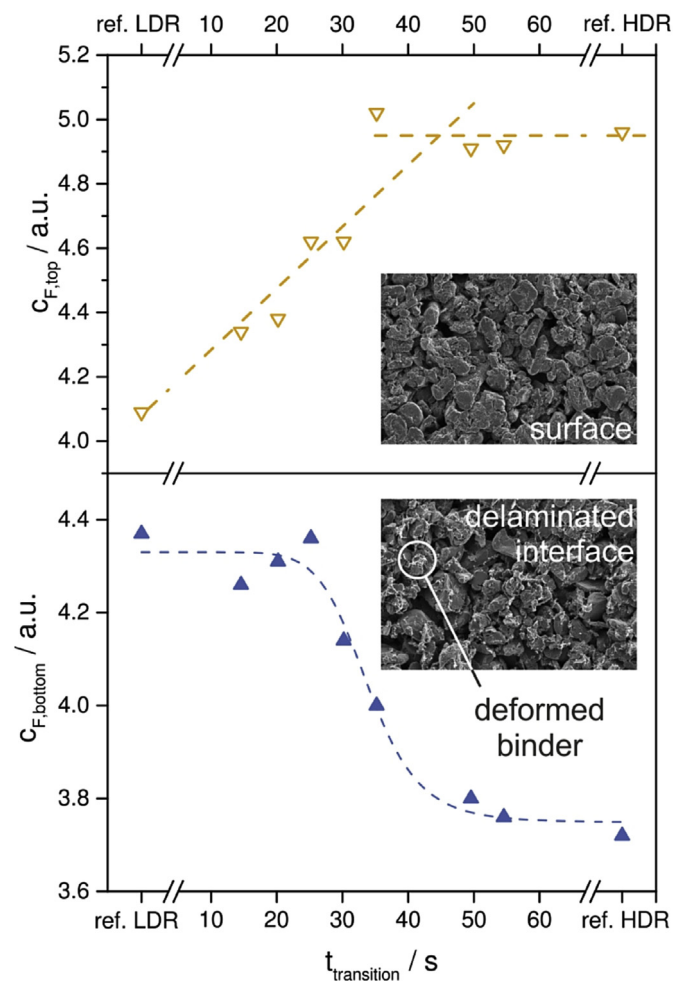 ref. LDR 10 20 30 40 50 60 ref. HDR
5.2
5.0
4.8
4.6
4.4
4.2
4.0
c_F,top / a.u.
surface
4.4
4.2
4.0
3.8
3.6
c_F,bottom / a.u.
delaminated
interface
deformed
binder
ref. LDR 10 20 30 40 50 60 ref. HDR
t_transition / s